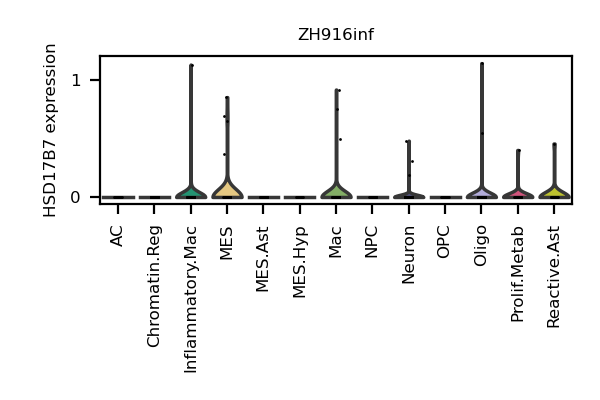 ZH916inf
HSD17B7 expression
1
0
AC
Chromatin.Reg
Inflammatory.Mac
MES
MES.Ast
MES.Hyp
Mac
NPC
Neuron
OPC
Oligo
Prolif.Metab
Reactive.Ast